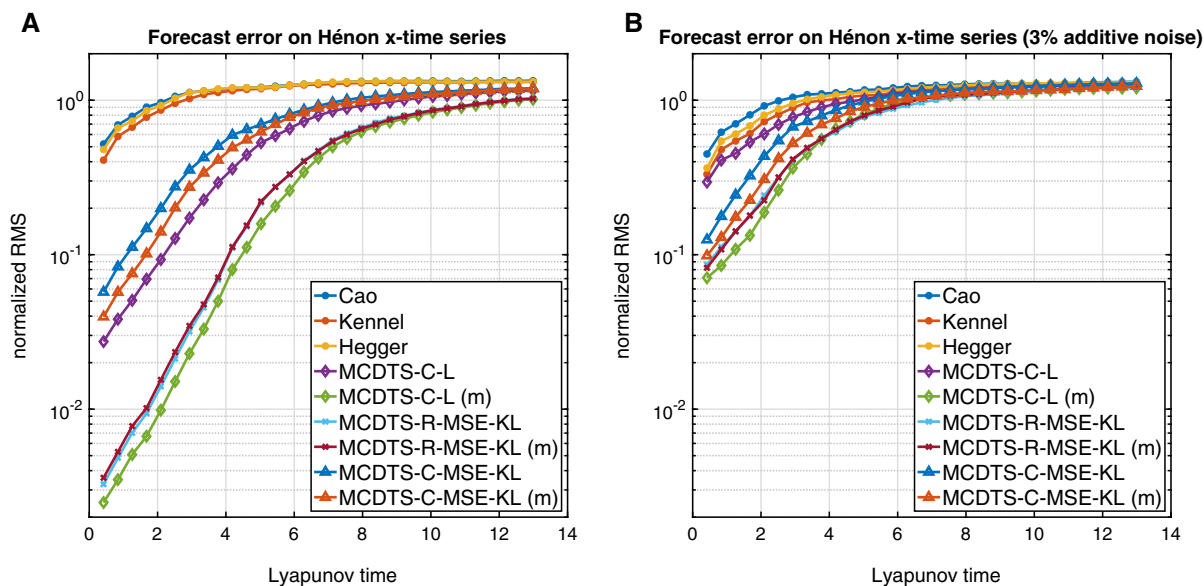 A
Forecast error on Hénon x-time series
normalized RMS
10^0
10^-1
10^-2
0 2 4 6 8 10 12 14
Lyapunov time
Cao
Kennel
Hegger
MCDTS-C-L
MCDTS-C-L (m)
MCDTS-R-MSE-KL
MCDTS-R-MSE-KL (m)
MCDTS-C-MSE-KL
MCDTS-C-MSE-KL (m)
B
Forecast error on Hénon x-time series (3% additive noise)
normalized RMS
10^0
10^-1
10^-2
0 2 4 6 8 10 12 14
Lyapunov time
Cao
Kennel
Hegger
MCDTS-C-L
MCDTS-C-L (m)
MCDTS-R-MSE-KL
MCDTS-R-MSE-KL (m)
MCDTS-C-MSE-KL
MCDTS-C-MSE-KL (m)